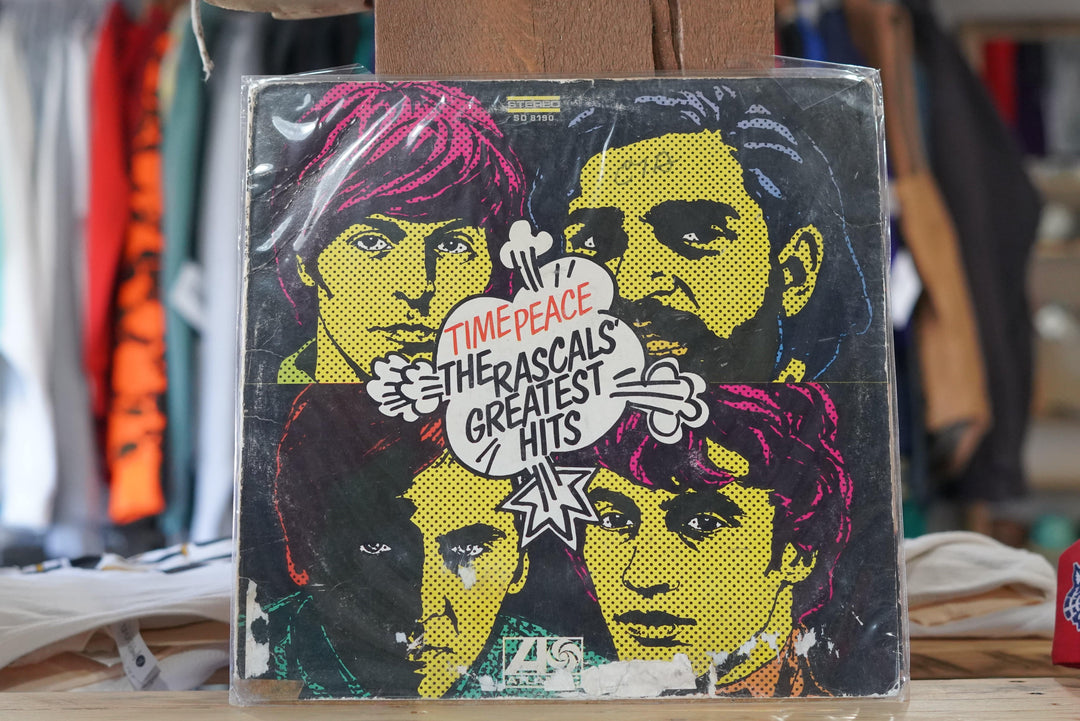 STEREO
SD 8190
TIME PEACE
THE RASCALS'
GREATEST
HITS